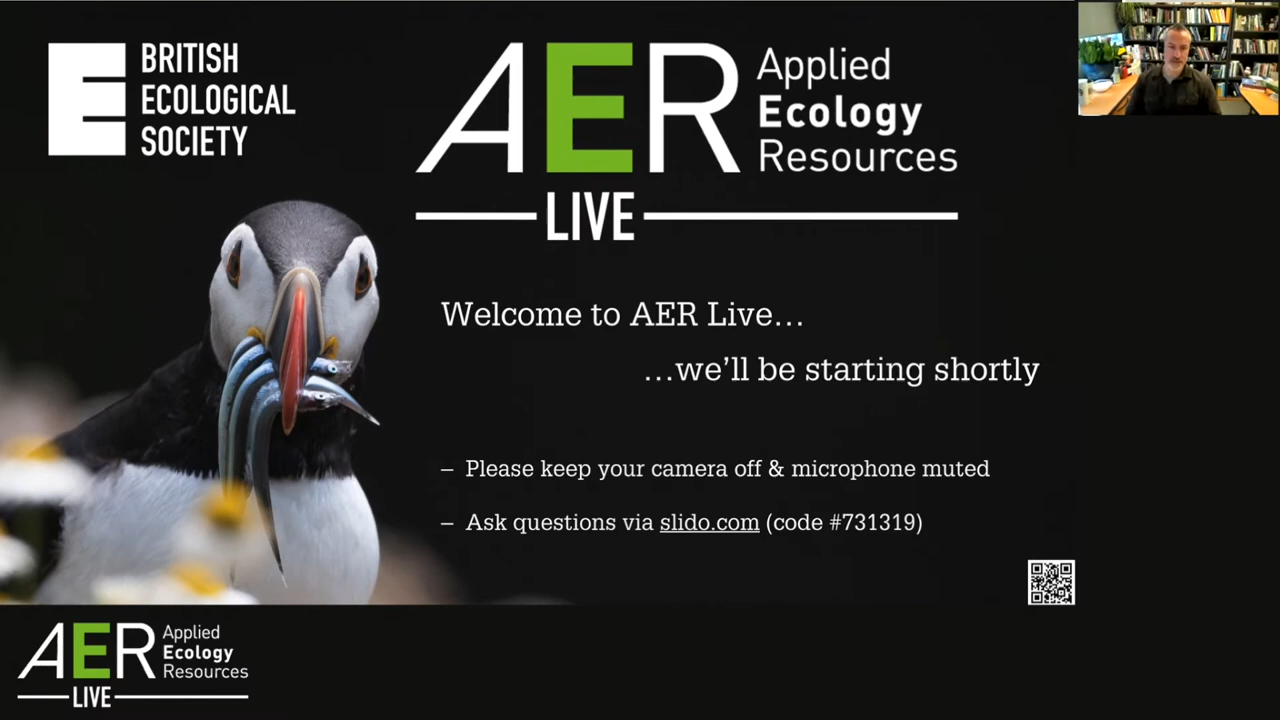 BRITISH
ECOLOGICAL
SOCIETY
AER
Applied
Ecology
Resources
LIVE
Welcome to AER Live...
...we'll be starting shortly
– Please keep your camera off & microphone muted
– Ask questions via slido.com (code #731319)
AER
Applied
Ecology
Resources
LIVE